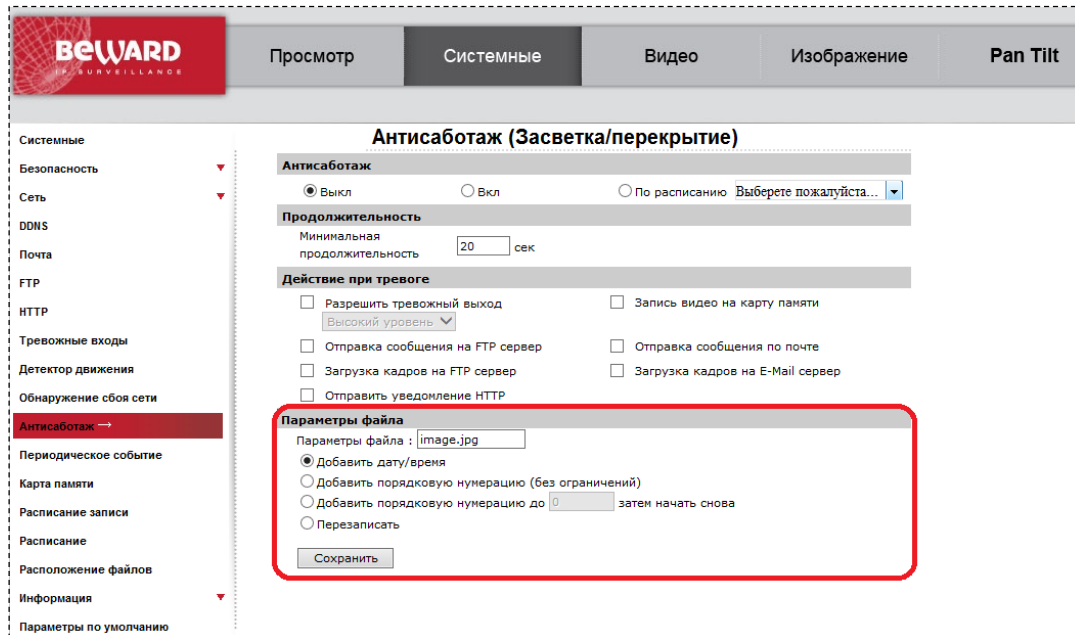 BEWARD
IP SURVEILLANCE
Просмотр
Системные
Видео
Изображение
Pan Tilt
Системные
Безопасность
Сеть
DDNS
Почта
FTP
HTTP
Тревожные входы
Детектор движения
Обнаружение сбоя сети
Антисаботаж →
Периодическое событие
Карта памяти
Расписание записи
Расписание
Расположение файлов
Информация
Параметры по умолчанию
Антисаботаж (Засветка/перекрытие)
Антисаботаж
Выкл
Вкл
По расписанию Выберете пожалуйста...
Продолжительность
Минимальная
продолжительность
20 сек
Действие при тревоге
Разрешить тревожный выход
Высокий уровень
Запись видео на карту памяти
Отправка сообщения на FTP сервер
Отправка сообщения по почте
Загрузка кадров на FTP сервер
Загрузка кадров на E-Mail сервер
Отправить уведомление HTTP
Параметры файла
Параметры файла : image.jpg
Добавить дату/время
Добавить порядковую нумерацию (без ограничений)
Добавить порядковую нумерацию до 0 затем начать снова
Перезаписать
Сохранить